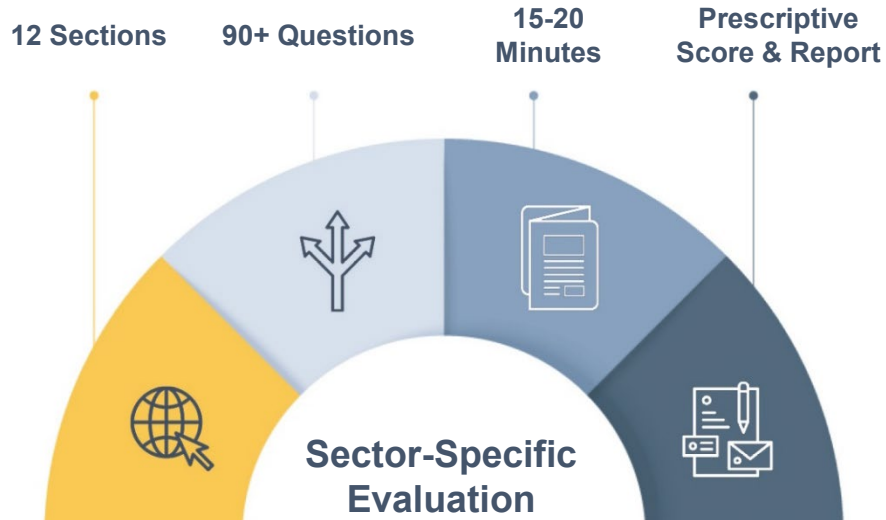 12 Sections
90+ Questions
15-20
Minutes
Prescriptive
Score & Report
Sector-Specific
Evaluation